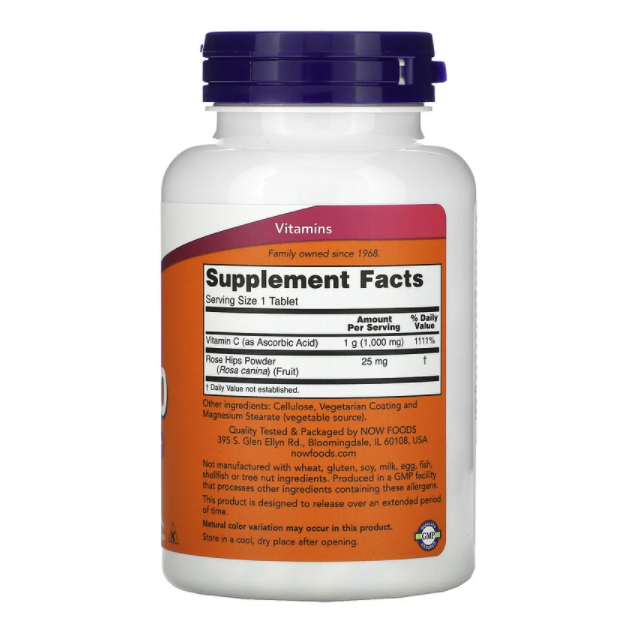 Vitamins
Family owned since 1968.
Supplement Facts
Serving Size 1 Tablet
Amount Per Serving
% Daily Value
Vitamin C (as Ascorbic Acid) 1 g (1,000 mg) 1111%
Rose Hips Powder 25 mg †
(Rosa canina) (Fruit)
† Daily Value not established.
Other ingredients: Cellulose, Vegetarian Coating and
Magnesium Stearate (vegetable source).
Quality Tested & Packaged by NOW FOODS
395 S. Glen Ellyn Rd., Bloomingdale, IL 60108, USA
nowfoods.com
Not manufactured with wheat, gluten, soy, milk, egg, fish,
shellfish or tree nut ingredients. Produced in a GMP facility
that processes other ingredients containing these allergens.
This product is designed to release over an extended period
of time.
Natural color variation may occur in this product.
Store in a cool, dry place after opening.
GMP
K